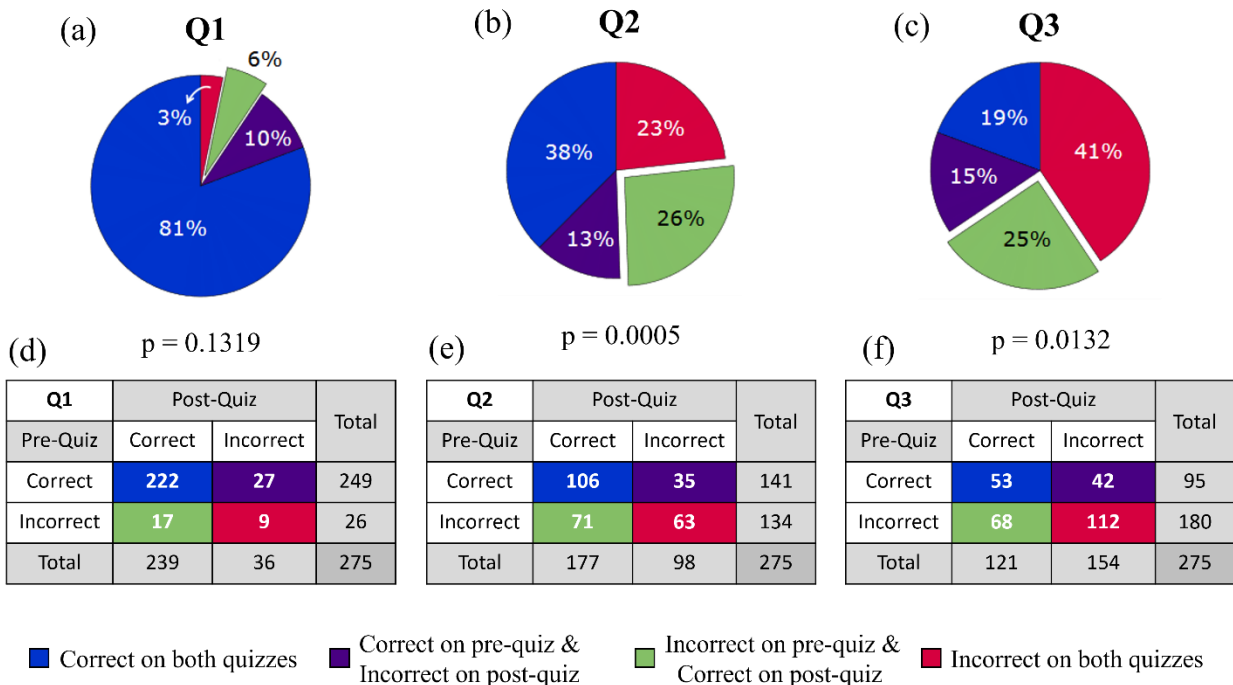 (a) Q1
6%
3%
10%
81%
(b) Q2
38%
23%
13%
26%
(c) Q3
19%
41%
15%
25%
(d) p = 0.1319
Q1 Post-Quiz Total
Pre-Quiz Correct Incorrect
Correct 222 27 249
Incorrect 17 9 26
Total 239 36 275
(e) p = 0.0005
Q2 Post-Quiz Total
Pre-Quiz Correct Incorrect
Correct 106 35 141
Incorrect 71 63 134
Total 177 98 275
(f) p = 0.0132
Q3 Post-Quiz Total
Pre-Quiz Correct Incorrect
Correct 53 42 95
Incorrect 68 112 180
Total 121 154 275
Correct on both quizzes
Correct on pre-quiz &
Incorrect on post-quiz
Incorrect on pre-quiz &
Correct on post-quiz
Incorrect on both quizzes